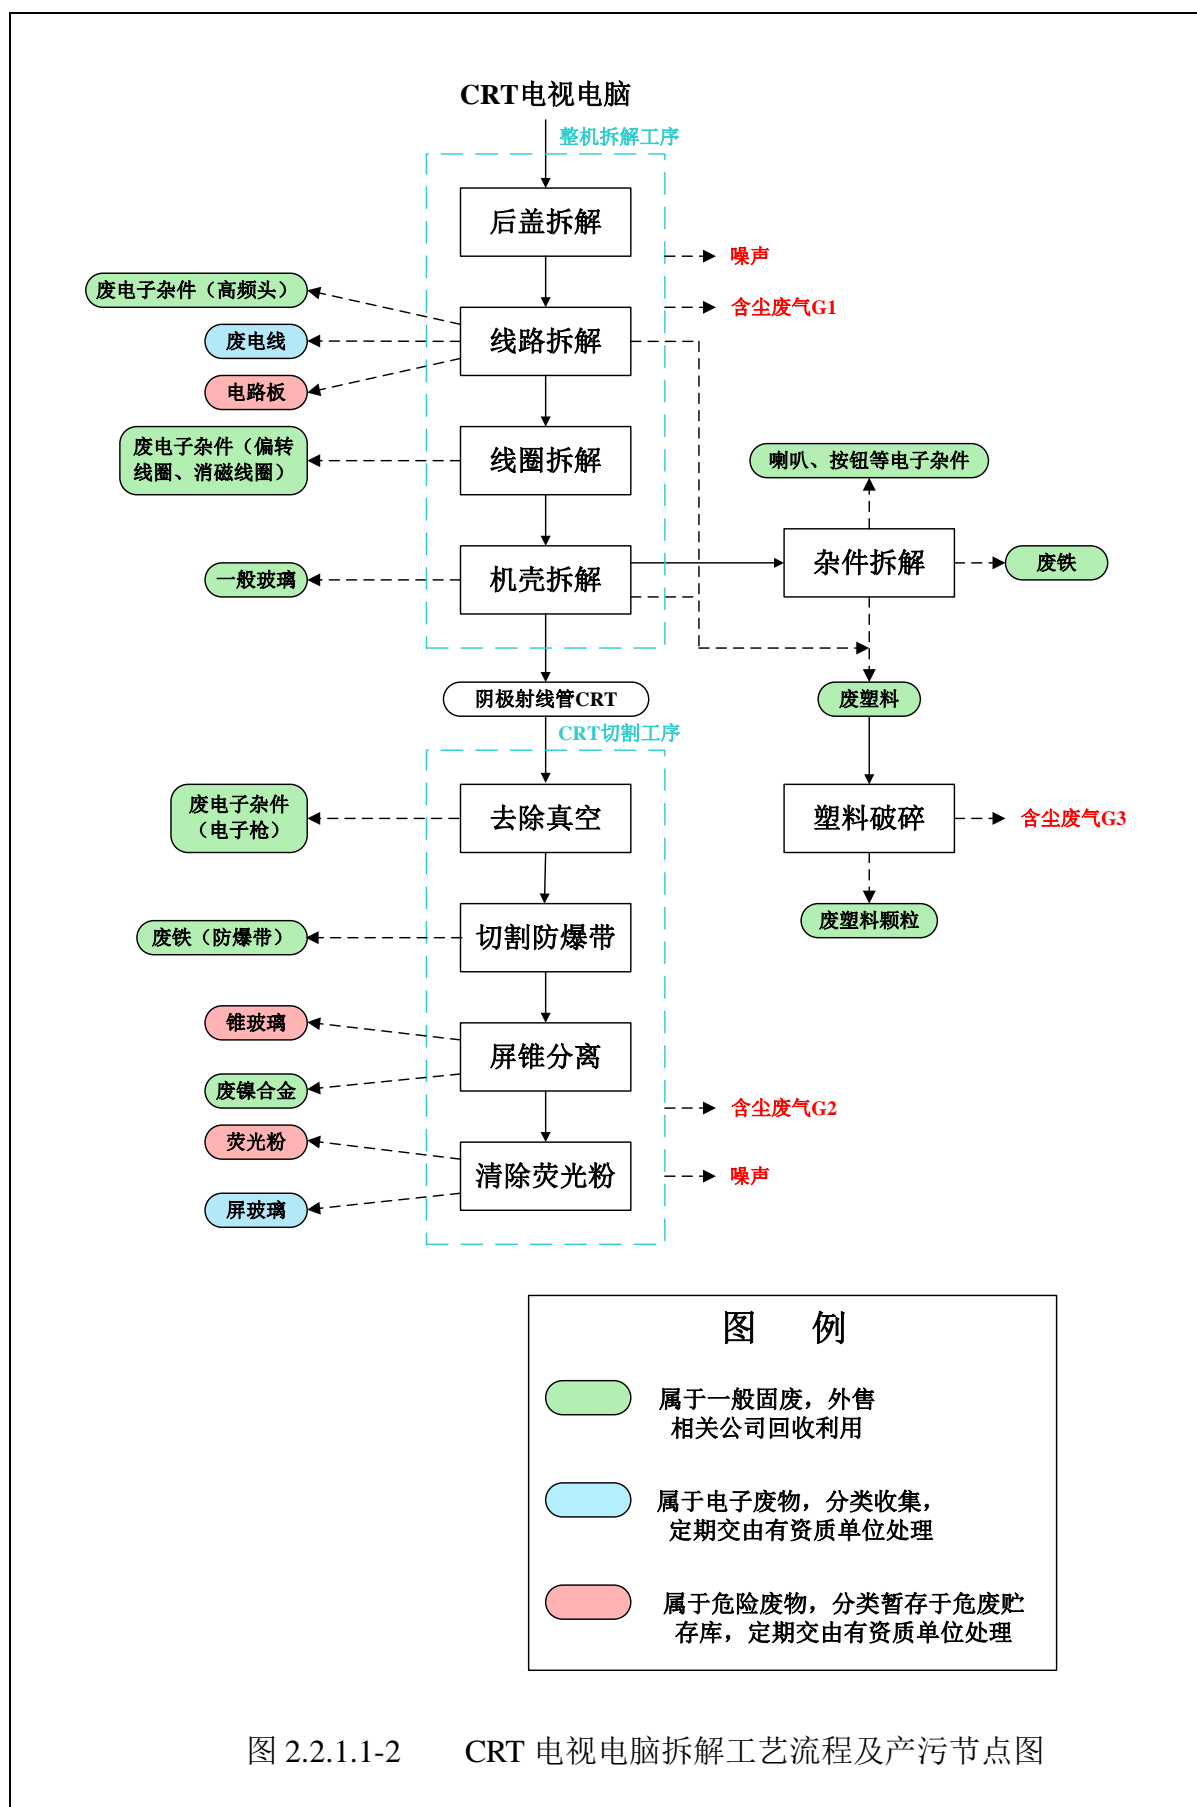 CRT电视电脑
整机拆解工序
后盖拆解
噪声
废电子杂件（高频头）
含尘废气G1
线路拆解
废电线
电路板
废电子杂件（偏转
线圈、消磁线圈）
线圈拆解
喇叭、按钮等电子杂件
机壳拆解
杂件拆解
废铁
一般玻璃
阴极射线管CRT
废塑料
CRT切割工序
废电子杂件
（电子枪）
去除真空
塑料破碎
含尘废气G3
废铁（防爆带）
切割防爆带
废塑料颗粒
锥玻璃
屏锥分离
废镍合金
含尘废气G2
荧光粉
清除荧光粉
噪声
屏玻璃
图 例
属于一般固废，外售
相关公司回收利用
属于电子废物，分类收集，
定期交由有资质单位处理
属于危险废物，分类暂存于危废贮
存库，定期交由有资质单位处理
图 2.2.1.1-2 CRT 电视电脑拆解工艺流程及产污节点图